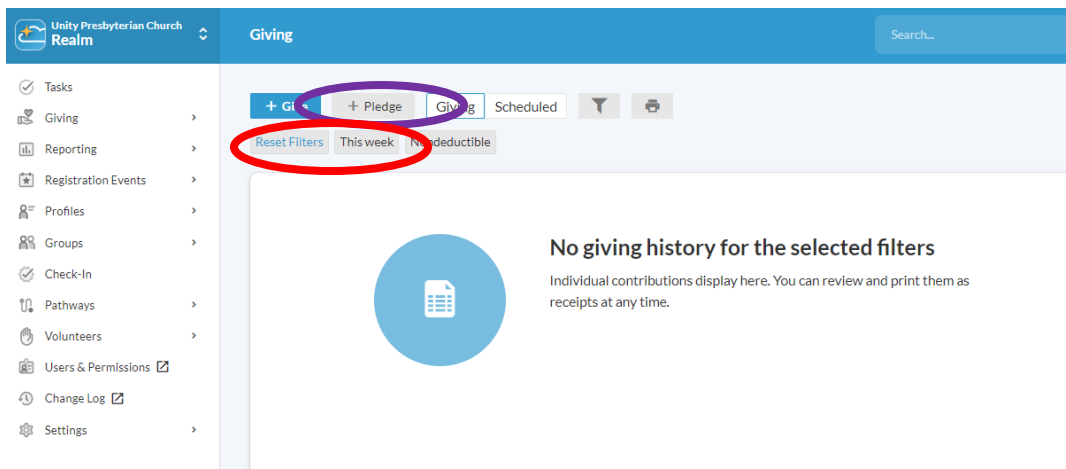 Unity Presbyterian Church
Realm
Giving
Search...
Tasks
Giving
Reporting
Registration Events
Profiles
Groups
Check-In
Pathways
Volunteers
Users & Permissions
Change Log
Settings
+ Gi
+ Pledge
Giving
Scheduled
Reset Filters
This week
Nondeductible
No giving history for the selected filters
Individual contributions display here. You can review and print them as
receipts at any time.